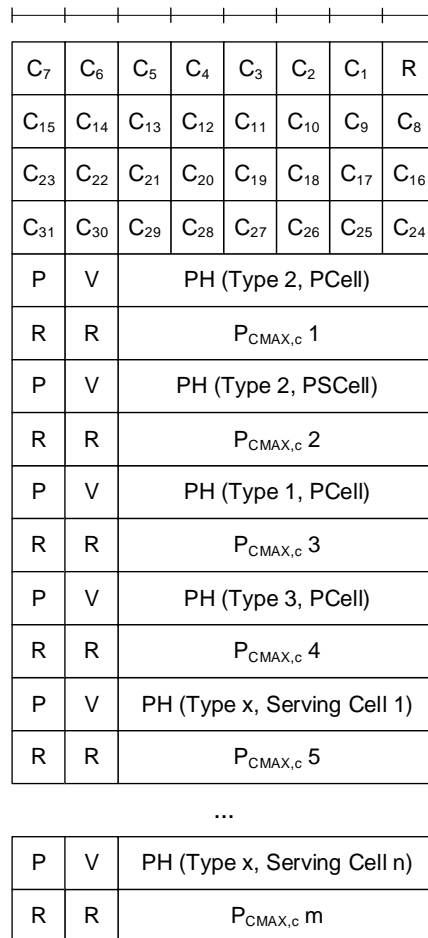 C7 C6 C5 C4 C3 C2 C1 R
C15 C14 C13 C12 C11 C10 C9 C8
C23 C22 C21 C20 C19 C18 C17 C16
C31 C30 C29 C28 C27 C26 C25 C24
P V PH (Type 2, PCell)
R R PCMAX,c 1
P V PH (Type 2, PSCell)
R R PCMAX,c 2
P V PH (Type 1, PCell)
R R PCMAX,c 3
P V PH (Type 3, PCell)
R R PCMAX,c 4
P V PH (Type x, Serving Cell 1)
R R PCMAX,c 5
...
P V PH (Type x, Serving Cell n)
R R PCMAX,c m